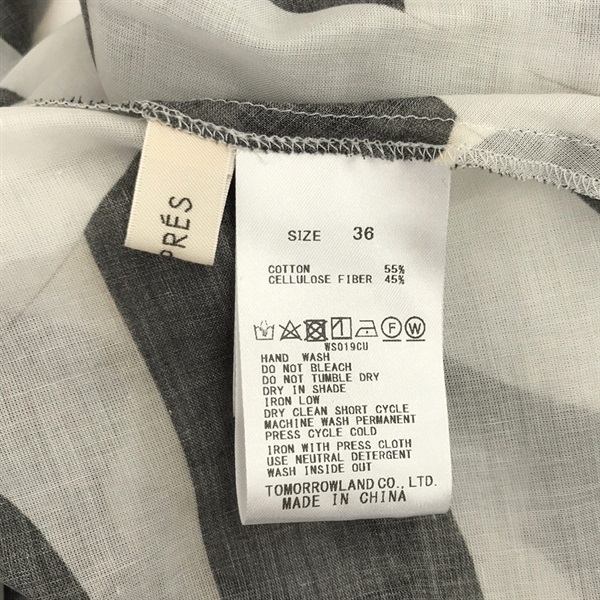 PRÉS
SIZE 36
COTTON 55%
CELLULOSE FIBER 45%
F W
WS019CU
HAND WASH
DO NOT BLEACH
DO NOT TUMBLE DRY
DRY IN SHADE
IRON LOW
DRY CLEAN SHORT CYCLE
MACHINE WASH PERMANENT
PRESS CYCLE COLD
IRON WITH PRESS CLOTH
USE NEUTRAL DETERGENT
WASH INSIDE OUT
TOMORROWLAND CO., LTD.
MADE IN CHINA